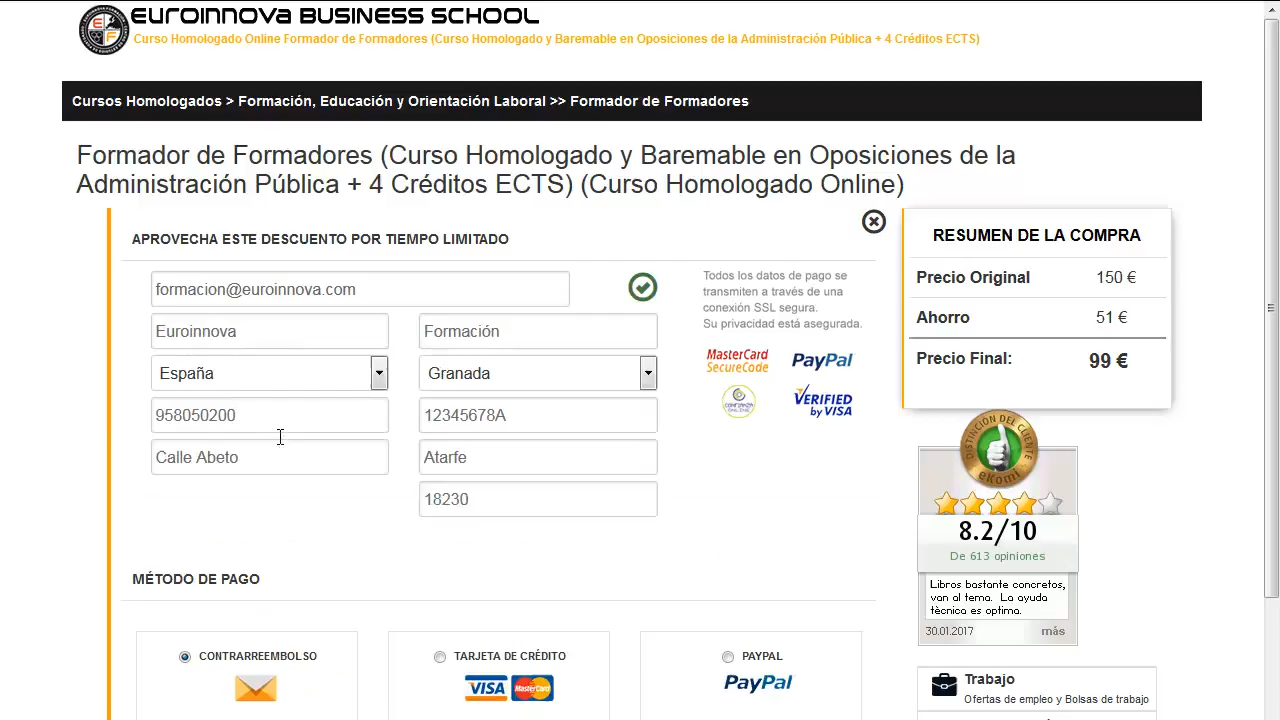 EUROINNOVA BUSINESS SCHOOL
Curso Homologado Online Formador de Formadores (Curso Homologado y Baremable en Oposiciones de la Administración Pública + 4 Créditos ECTS)
Cursos Homologados > Formación, Educación y Orientación Laboral >> Formador de Formadores
Formador de Formadores (Curso Homologado y Baremable en Oposiciones de la
Administración Pública + 4 Créditos ECTS) (Curso Homologado Online)
APROVECHA ESTE DESCUENTO POR TIEMPO LIMITADO
formacion@euroinnova.com
Euroinnova Formación
España Granada
958050200 12345678A
Calle Abeto Atarfe
18230
Todos los datos de pago se
transmiten a través de una
conexión SSL segura.
Su privacidad está asegurada.
MasterCard PayPal
SecureCode
CONFIANZA VERIFIED
ONLINE by VISA
RESUMEN DE LA COMPRA
Precio Original 150 €
Ahorro 51 €
Precio Final: 99 €
DISTINCIÓN DEL CLIENTE
eKomi
8.2/10
De 613 opiniones
Libros bastante concretos,
van al tema. La ayuda
tècnica es optima.
30.01.2017 más
MÉTODO DE PAGO
CONTRARREEMBOLSO TARJETA DE CRÉDITO PAYPAL
VISA MasterCard PayPal
Trabajo
Ofertas de empleo y Bolsas de trabajo